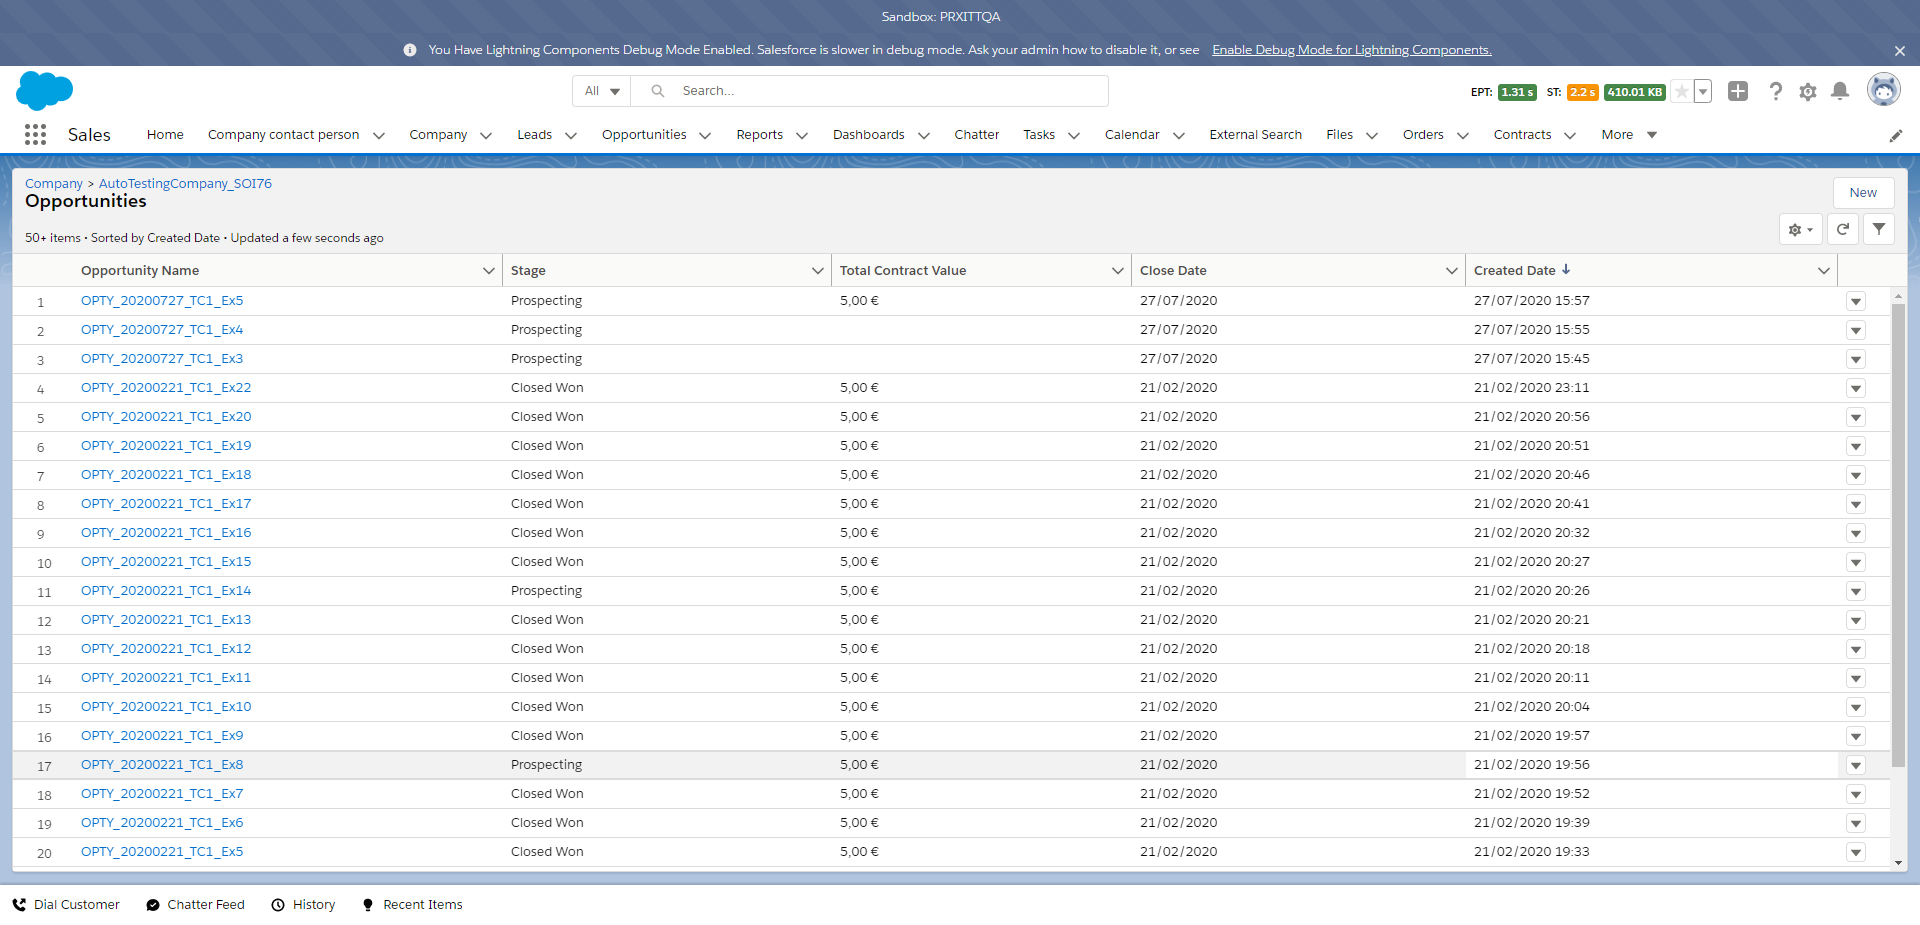 Sandbox: PRXITTQA
You Have Lightning Components Debug Mode Enabled. Salesforce is slower in debug mode. Ask your admin how to disable it, or see Enable Debug Mode for Lightning Components.
All Search... EPT: 1.31 s ST: 2.2 s 410.01 KB
Sales Home Company contact person Company Leads Opportunities Reports Dashboards Chatter Tasks Calendar External Search Files Orders Contracts More
Company > AutoTestingCompany_SOI76
Opportunities
New
50+ items • Sorted by Created Date • Updated a few seconds ago
Opportunity Name Stage Total Contract Value Close Date Created Date
1 OPTY_20200727_TC1_Ex5 Prospecting 5,00 € 27/07/2020 27/07/2020 15:57
2 OPTY_20200727_TC1_Ex4 Prospecting 27/07/2020 27/07/2020 15:55
3 OPTY_20200727_TC1_Ex3 Prospecting 27/07/2020 27/07/2020 15:45
4 OPTY_20200221_TC1_Ex22 Closed Won 5,00 € 21/02/2020 21/02/2020 23:11
5 OPTY_20200221_TC1_Ex20 Closed Won 5,00 € 21/02/2020 21/02/2020 20:56
6 OPTY_20200221_TC1_Ex19 Closed Won 5,00 € 21/02/2020 21/02/2020 20:51
7 OPTY_20200221_TC1_Ex18 Closed Won 5,00 € 21/02/2020 21/02/2020 20:46
8 OPTY_20200221_TC1_Ex17 Closed Won 5,00 € 21/02/2020 21/02/2020 20:41
9 OPTY_20200221_TC1_Ex16 Closed Won 5,00 € 21/02/2020 21/02/2020 20:32
10 OPTY_20200221_TC1_Ex15 Closed Won 5,00 € 21/02/2020 21/02/2020 20:27
11 OPTY_20200221_TC1_Ex14 Prospecting 5,00 € 21/02/2020 21/02/2020 20:26
12 OPTY_20200221_TC1_Ex13 Closed Won 5,00 € 21/02/2020 21/02/2020 20:21
13 OPTY_20200221_TC1_Ex12 Closed Won 5,00 € 21/02/2020 21/02/2020 20:18
14 OPTY_20200221_TC1_Ex11 Closed Won 5,00 € 21/02/2020 21/02/2020 20:11
15 OPTY_20200221_TC1_Ex10 Closed Won 5,00 € 21/02/2020 21/02/2020 20:04
16 OPTY_20200221_TC1_Ex9 Closed Won 5,00 € 21/02/2020 21/02/2020 19:57
17 OPTY_20200221_TC1_Ex8 Prospecting 5,00 € 21/02/2020 21/02/2020 19:56
18 OPTY_20200221_TC1_Ex7 Closed Won 5,00 € 21/02/2020 21/02/2020 19:52
19 OPTY_20200221_TC1_Ex6 Closed Won 5,00 € 21/02/2020 21/02/2020 19:39
20 OPTY_20200221_TC1_Ex5 Closed Won 5,00 € 21/02/2020 21/02/2020 19:33
Dial Customer Chatter Feed History Recent Items